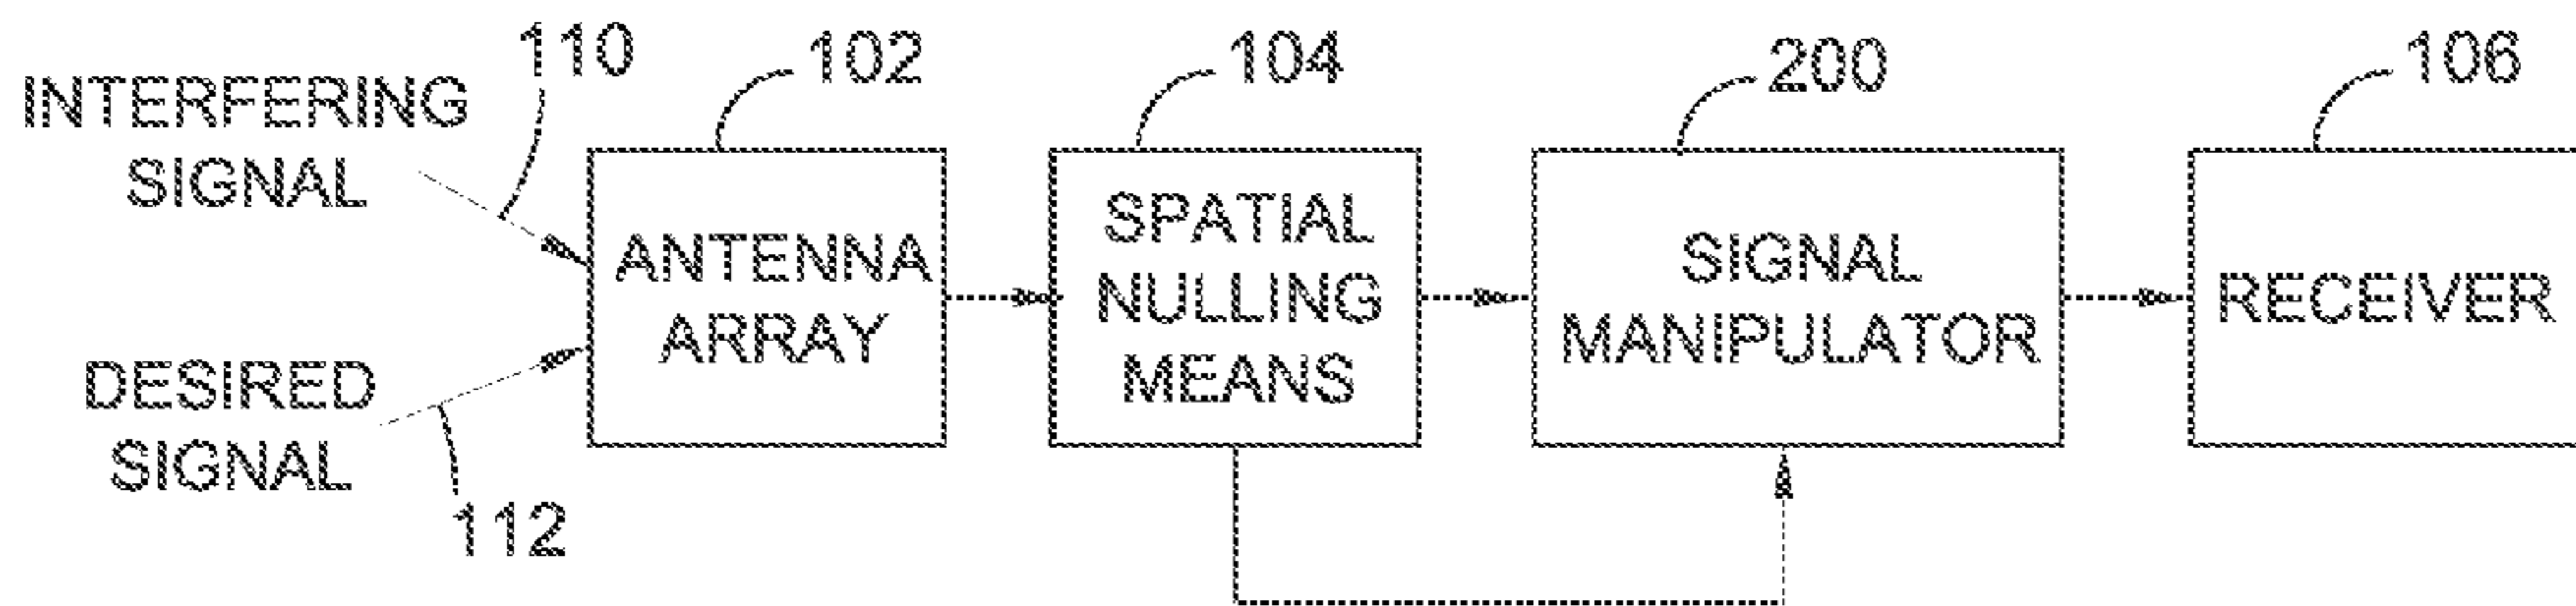 110
102
104
200
106
INTERFERING
SIGNAL
ANTENNA
ARRAY
SPATIAL
NULLING
MEANS
SIGNAL
MANIPULATOR
RECEIVER
DESIRED
SIGNAL
112